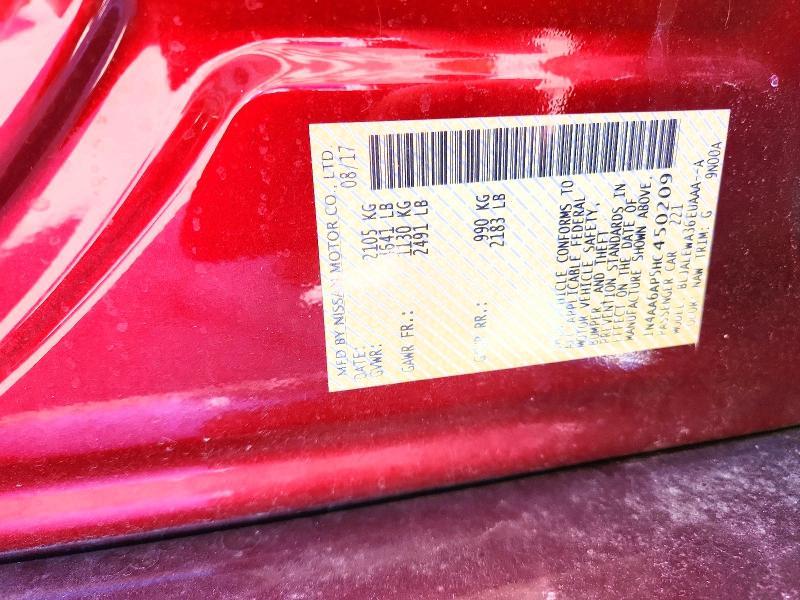 MFD BY NISSAN MOTOR CO., LTD.
DATE: 08/17
GVWR: 2105 KG
4641 LB
GAWR FR.: 1130 KG
2491 LB
GAWR RR.: 990 KG
2183 LB
VEHICLE CONFORMS TO
ALL APPLICABLE FEDERAL
MOTOR VEHICLE SAFETY,
BUMPER, AND THEFT
PREVENTION STANDARDS IN
EFFECT ON THE DATE OF
MANUFACTURE SHOWN ABOVE.
1N4AA6AP5HC450209
PASSENGER CAR 221
MODEL
COLOR NAW TRIM: G 9N00A